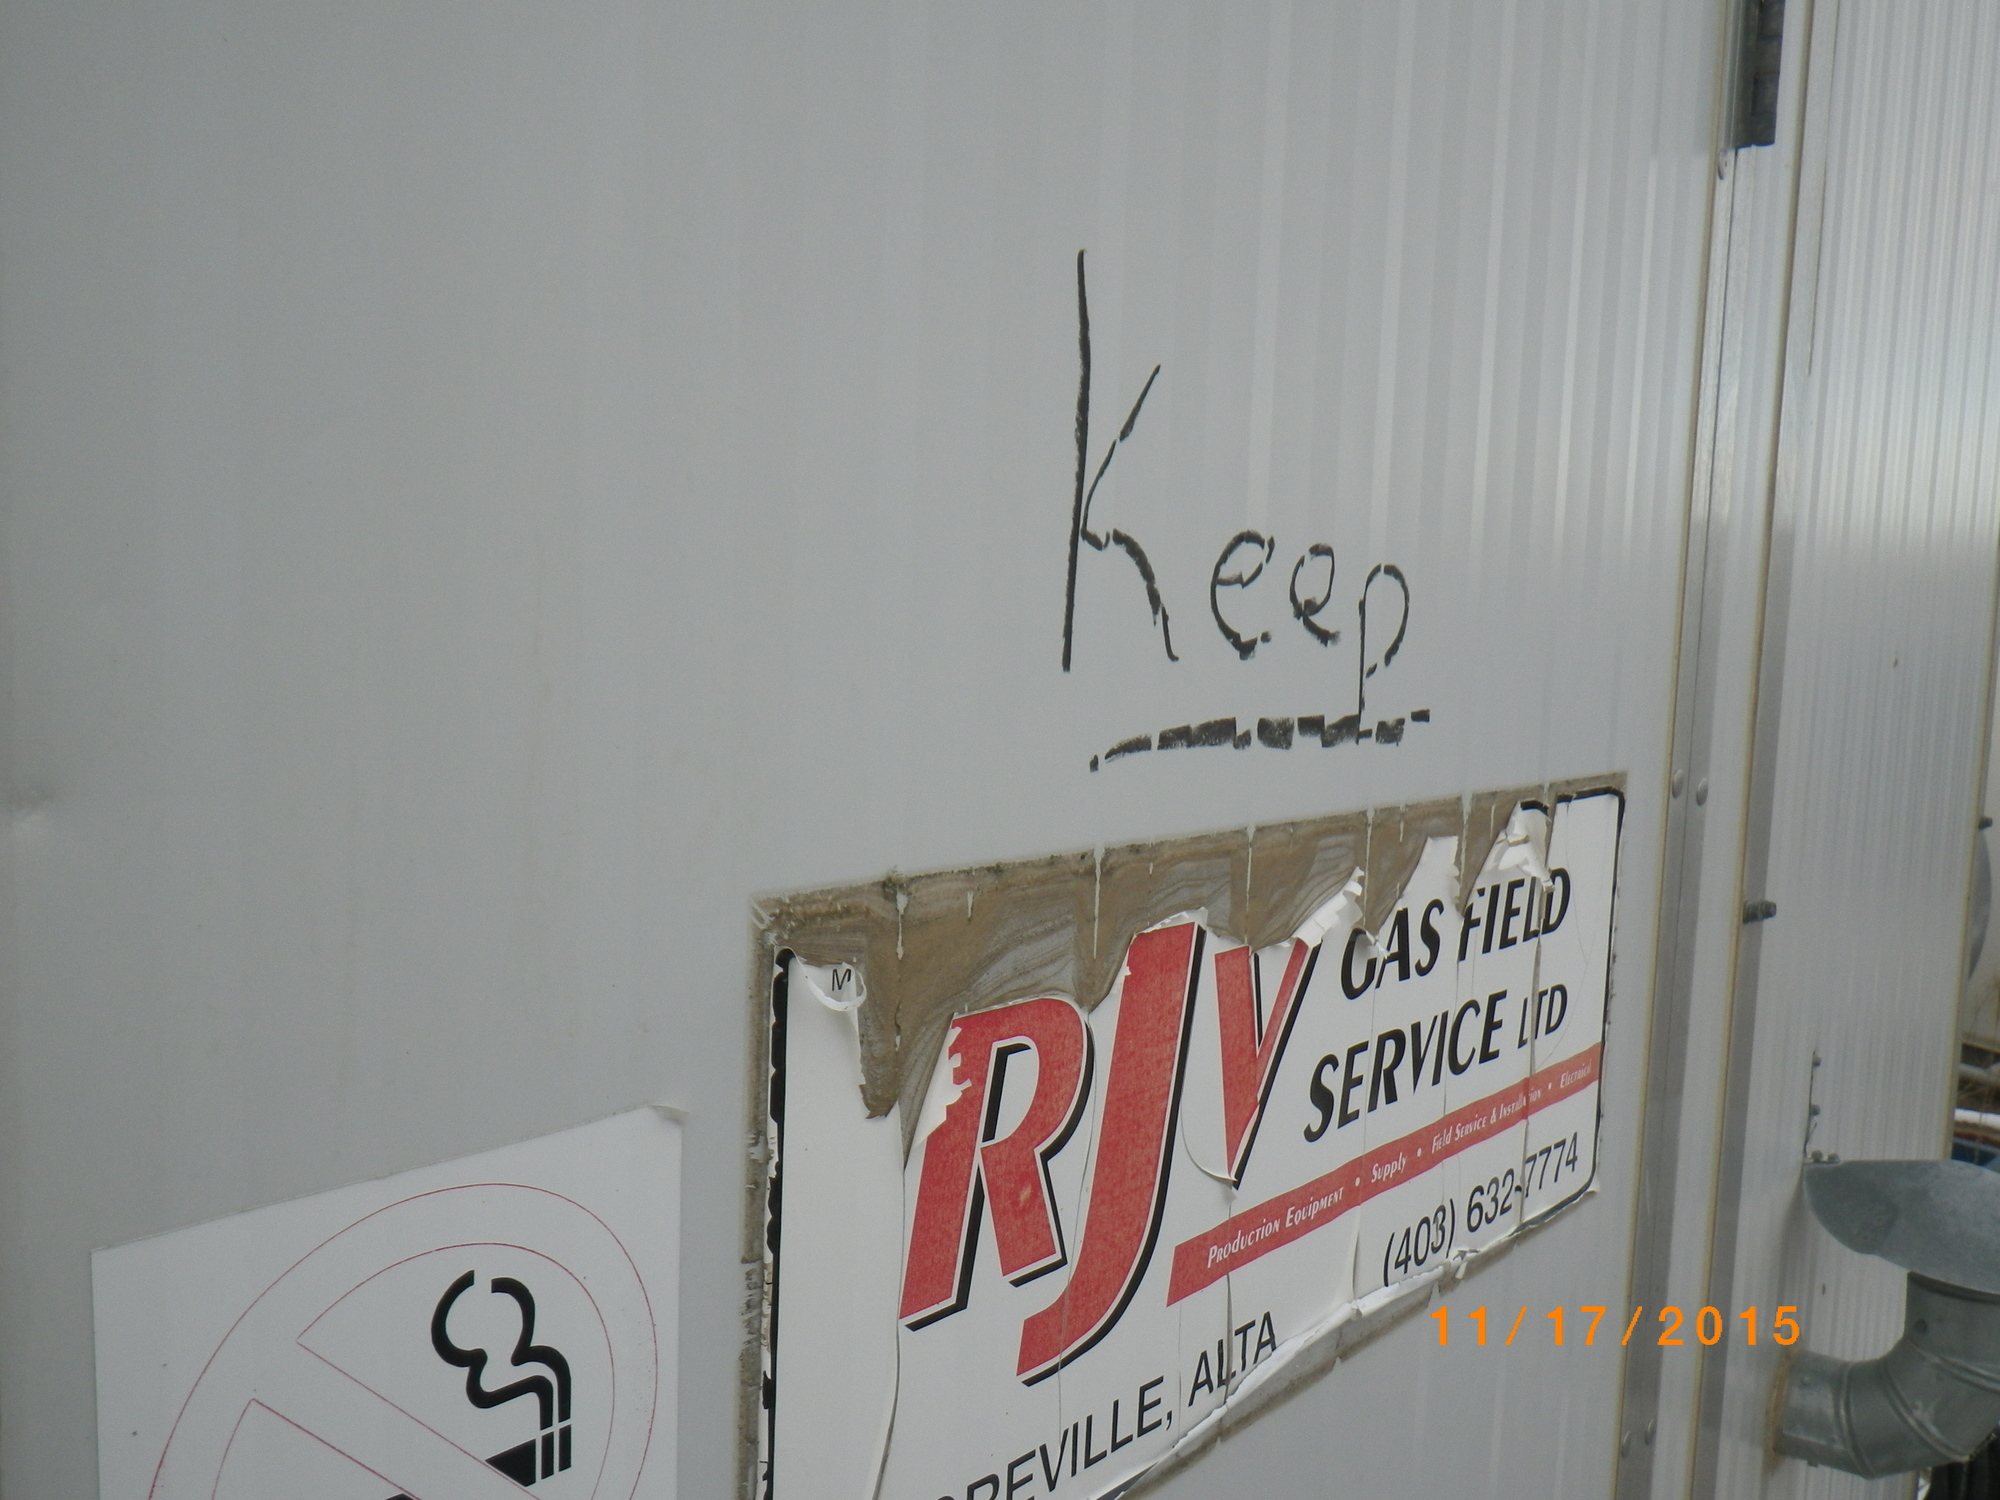 Keep
M
RJV
GAS FIELD
SERVICE LTD
Production Equipment • Supply • Field Service & Installation • Electrical
(403) 632-7774
GREVILLE, ALTA
11/17/2015